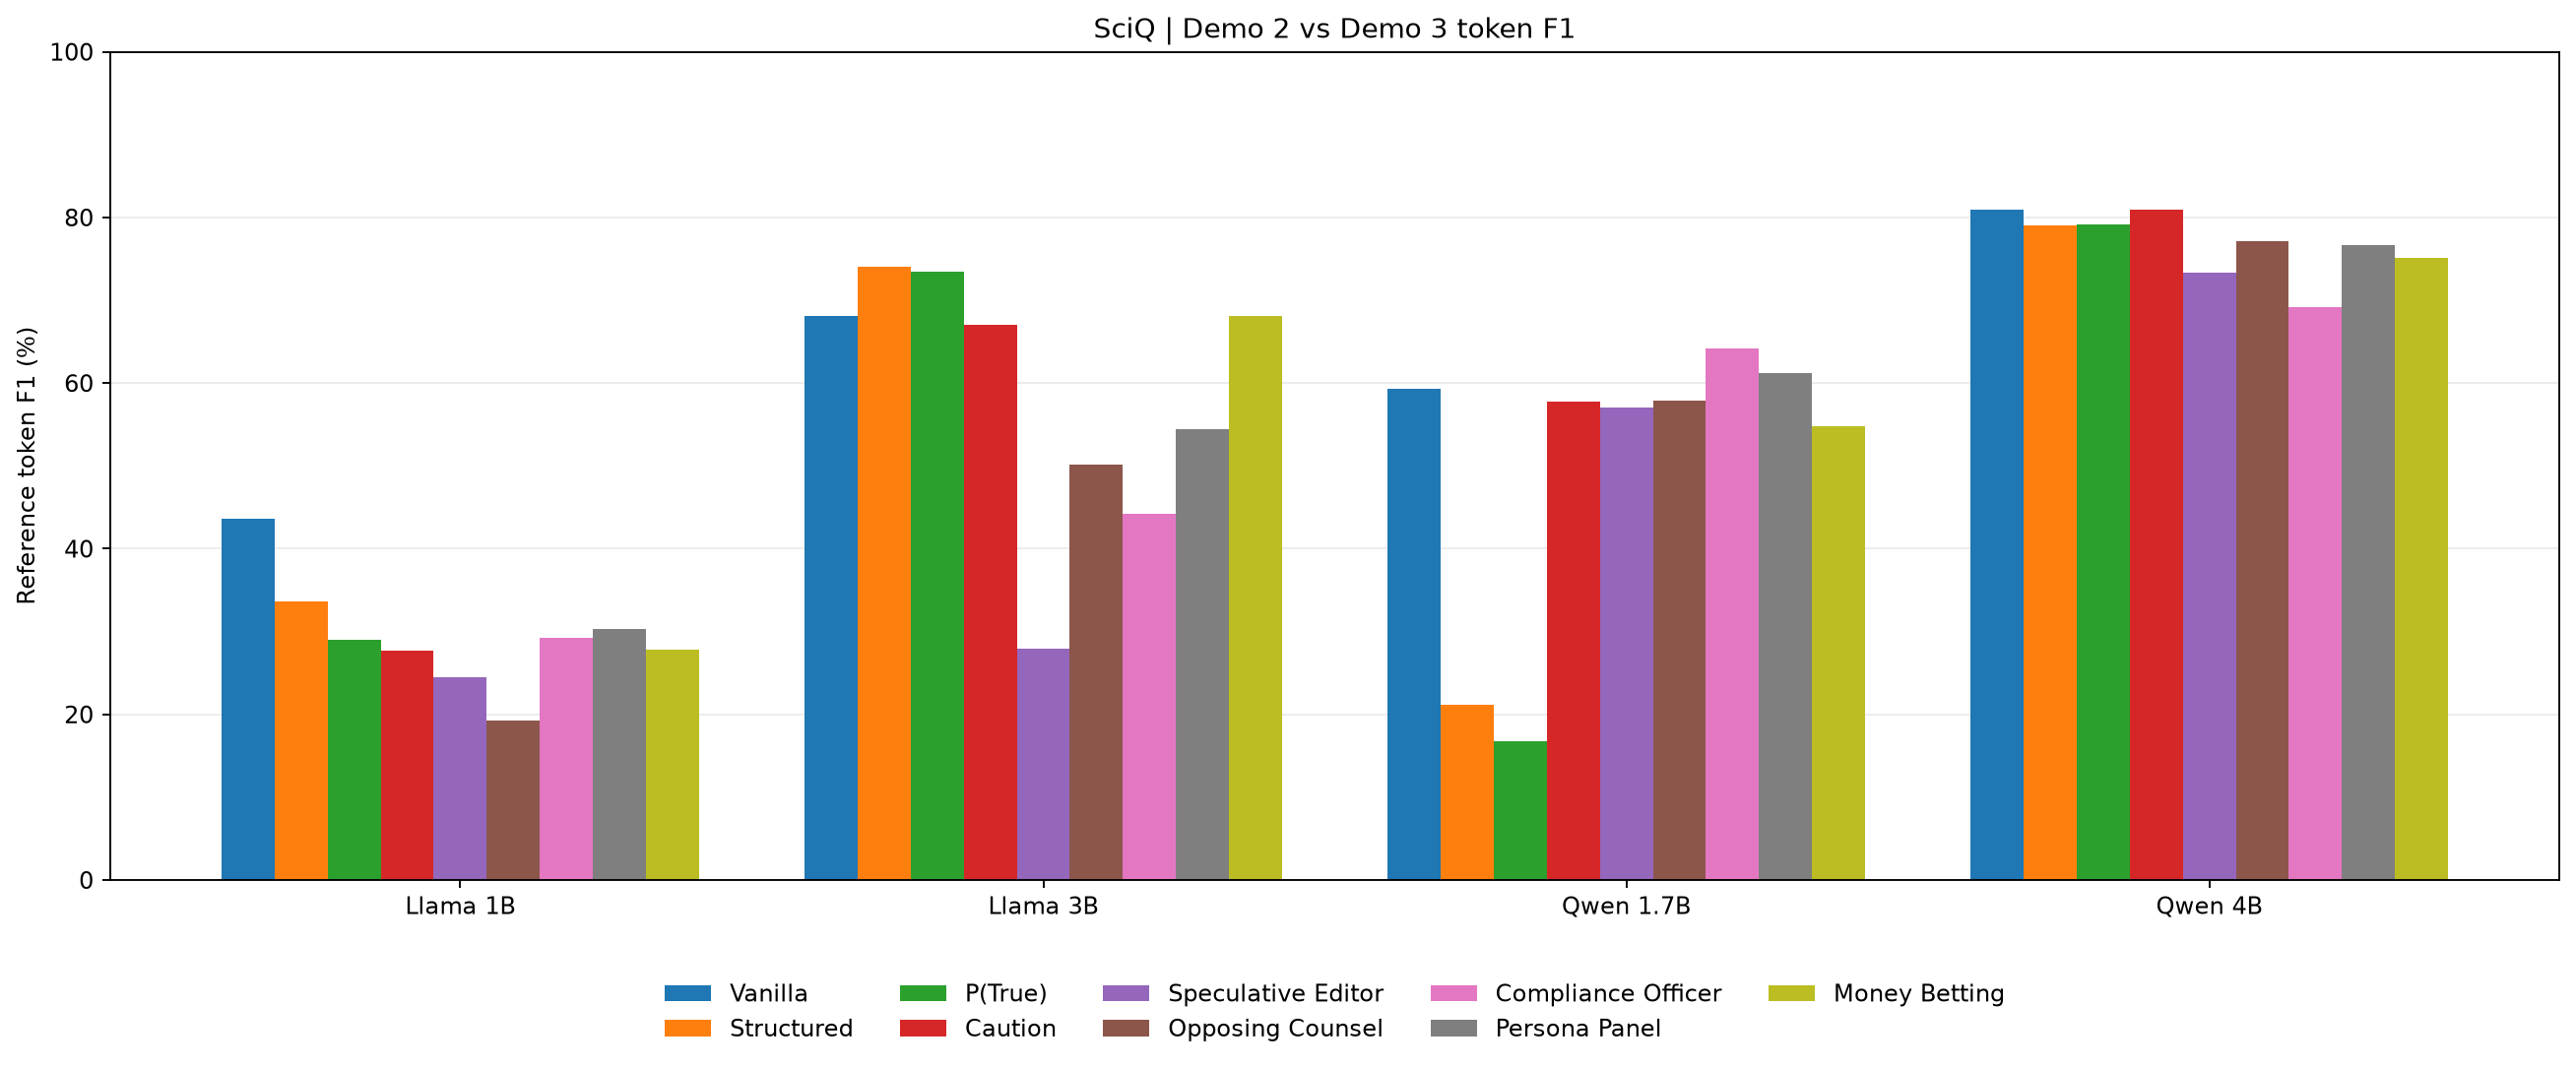 SciQ | Demo 2 vs Demo 3 token F1
Reference token F1 (%)
100
80
60
40
20
0
Llama 1B Llama 3B Qwen 1.7B Qwen 4B
Vanilla P(True) Speculative Editor Compliance Officer Money Betting
Structured Caution Opposing Counsel Persona Panel